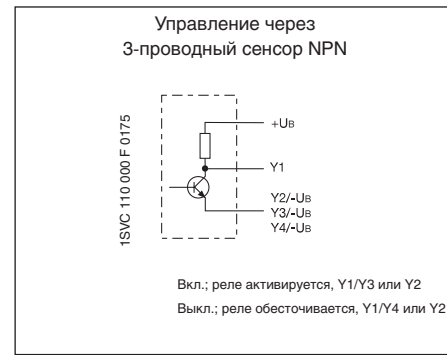 Управление через
3-проводный сенсор NPN
1SVC 110 000 F 0175
+UB
Y1
Y2/-UB
Y3/-UB
Y4/-UB
Вкл.; реле активируется, Y1/Y3 или Y2
Выкл.; реле обесточивается, Y1/Y4 или Y2